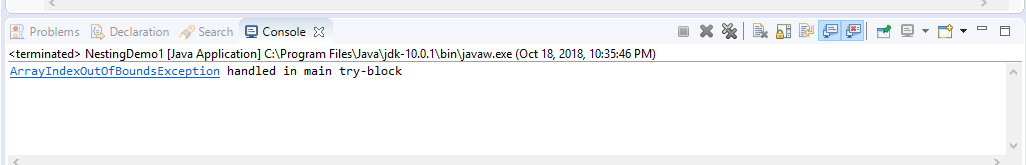 Problems Declaration Search Console
<terminated> NestingDemo1 [Java Application] C:\Program Files\Java\jdk-10.0.1\bin\javaw.exe (Oct 18, 2018, 10:35:46 PM)
ArrayIndexOutOfBoundsException handled in main try-block